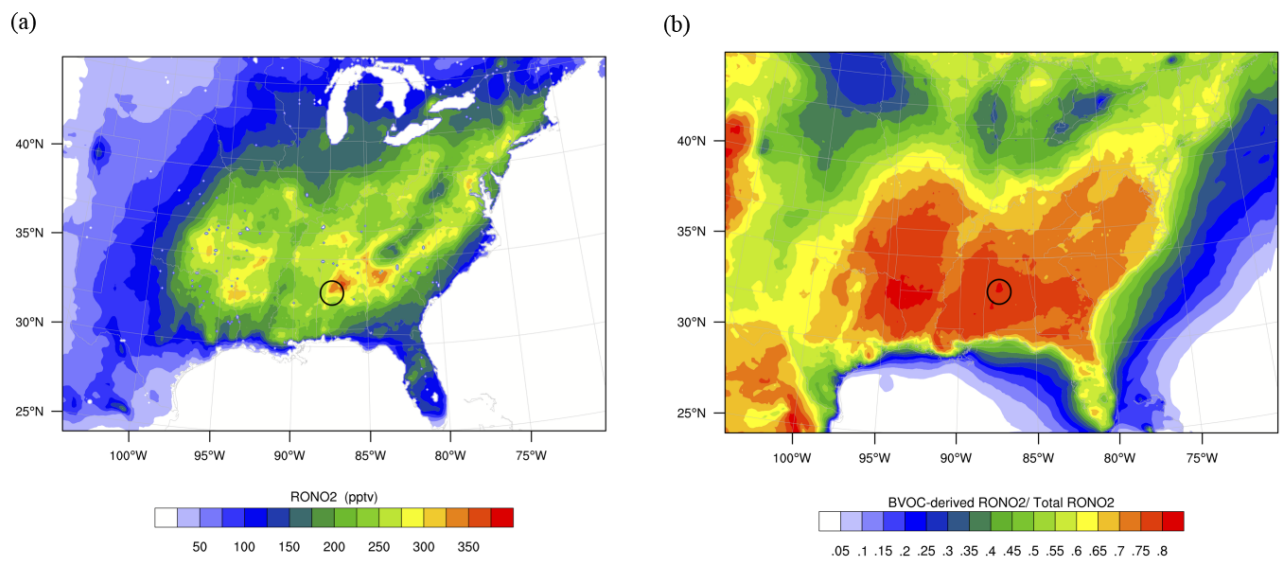 (a)
(b)
40°N
35°N
30°N
25°N
100°W 95°W 90°W 85°W 80°W 75°W
RONO2 (pptv)
50 100 150 200 250 300 350
40°N
35°N
30°N
25°N
100°W 95°W 90°W 85°W 80°W 75°W
BVOC-derived RONO2/ Total RONO2
.05 .1 .15 .2 .25 .3 .35 .4 .45 .5 .55 .6 .65 .7 .75 .8